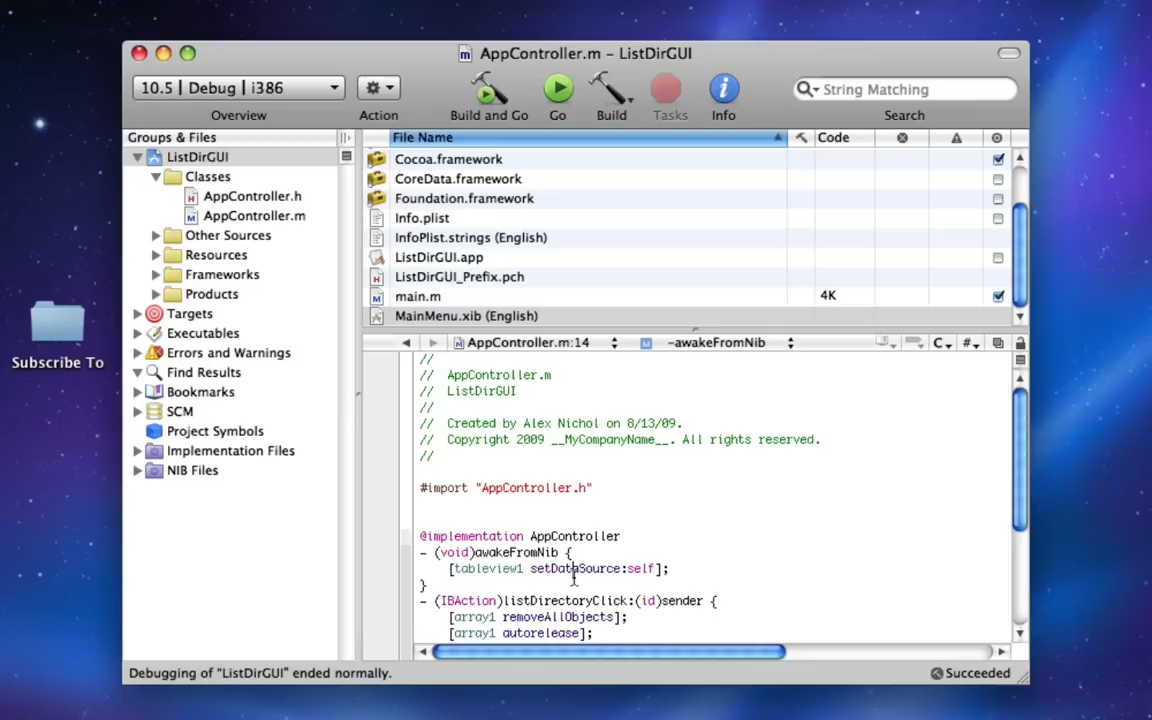 AppController.m – ListDirGUI
10.5 | Debug | i386
String Matching
Overview
Action
Build and Go
Go
Build
Tasks
Info
Search
Groups & Files
ListDirGUI
Classes
AppController.h
AppController.m
Other Sources
Resources
Frameworks
Products
Targets
Executables
Errors and Warnings
Find Results
Bookmarks
SCM
Project Symbols
Implementation Files
NIB Files
File Name
Code
Cocoa.framework
CoreData.framework
Foundation.framework
Info.plist
InfoPlist.strings (English)
ListDirGUI.app
ListDirGUI_Prefix.pch
main.m 4K
MainMenu.xib (English)
AppController.m:14
-awakeFromNib
C
#
//
// AppController.m
// ListDirGUI
//
// Created by Alex Nichol on 8/13/09.
// Copyright 2009 __MyCompanyName__. All rights reserved.
//
#import "AppController.h"
@implementation AppController
- (void)awakeFromNib {
[tableview1 setDataSource:self];
}
- (IBAction)listDirectoryClick:(id)sender {
[array1 removeAllObjects];
[array1 autorelease];
Debugging of "ListDirGUI" ended normally.
Succeeded
Subscribe To